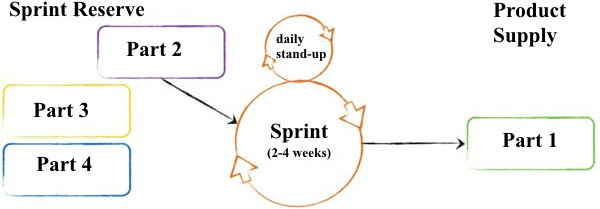 Sprint Reserve
Product
Supply
daily
stand-up
Part 2
Part 3
Sprint
(2-4 weeks)
Part 1
Part 4